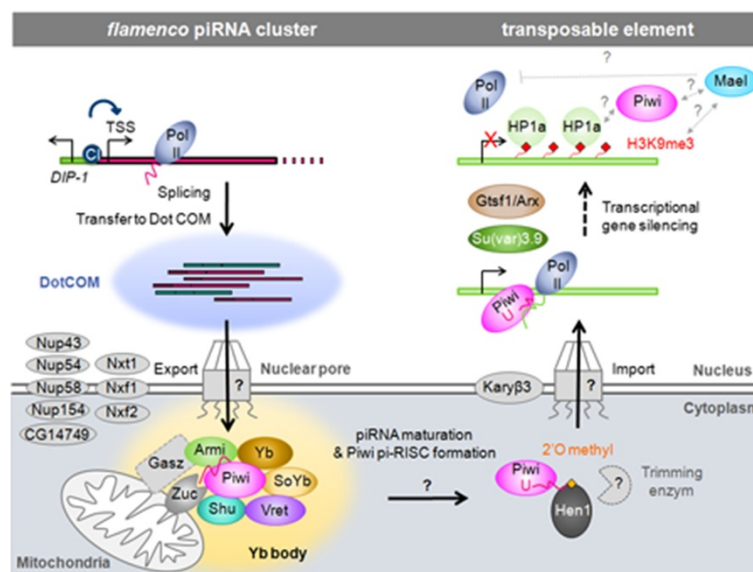 flamenco piRNA cluster
transposable element
TSS
Pol
II
Ci
DIP-1
Splicing
Transfer to Dot COM
DotCOM
Pol
II
?
Mael
?
Piwi
?
?
HP1a
HP1a
H3K9me3
Gtsf1/Arx
Su(var)3.9
Transcriptional
gene silencing
Pol
II
Piwi
U
Nup43
Nup54
Nup58
Nup154
CG14749
Nxt1
Nxf1
Nxf2
Export
Nuclear pore
?
Karyβ3
?
Import
Nucleus
Cytoplasm
Gasz
Armi
Yb
Piwi
SoYb
Zuc
Shu
Vret
Mitochondria
Yb body
piRNA maturation
& Piwi pi-RISC formation
?
2'O methyl
Piwi
U
Hen1
?
Trimming
enzym